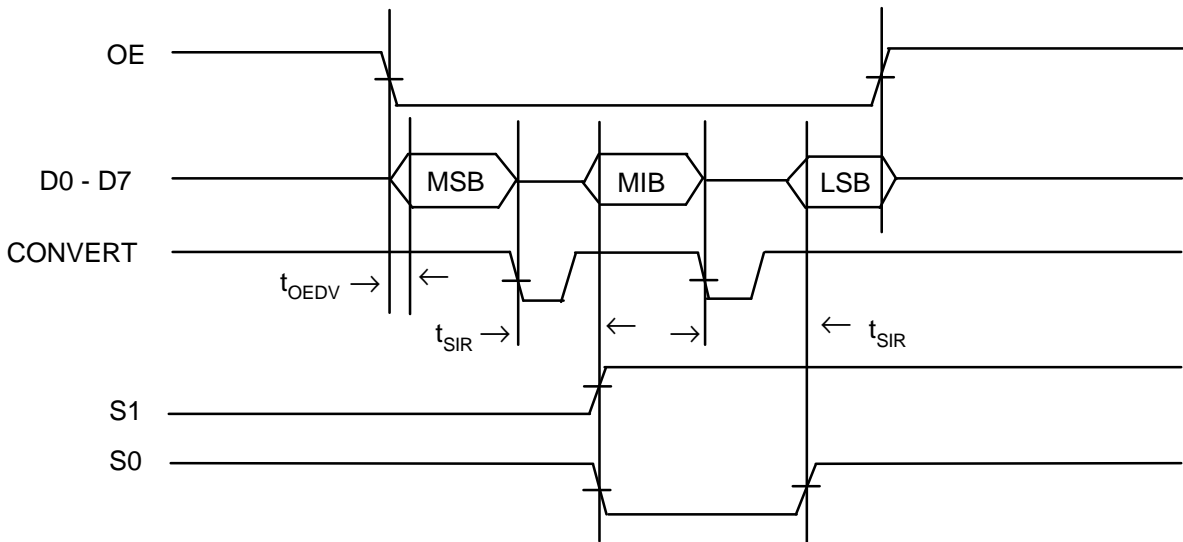 OE
D0 - D7
MSB
MIB
LSB
CONVERT
tOEDV
tSIR
tSIR
S1
S0